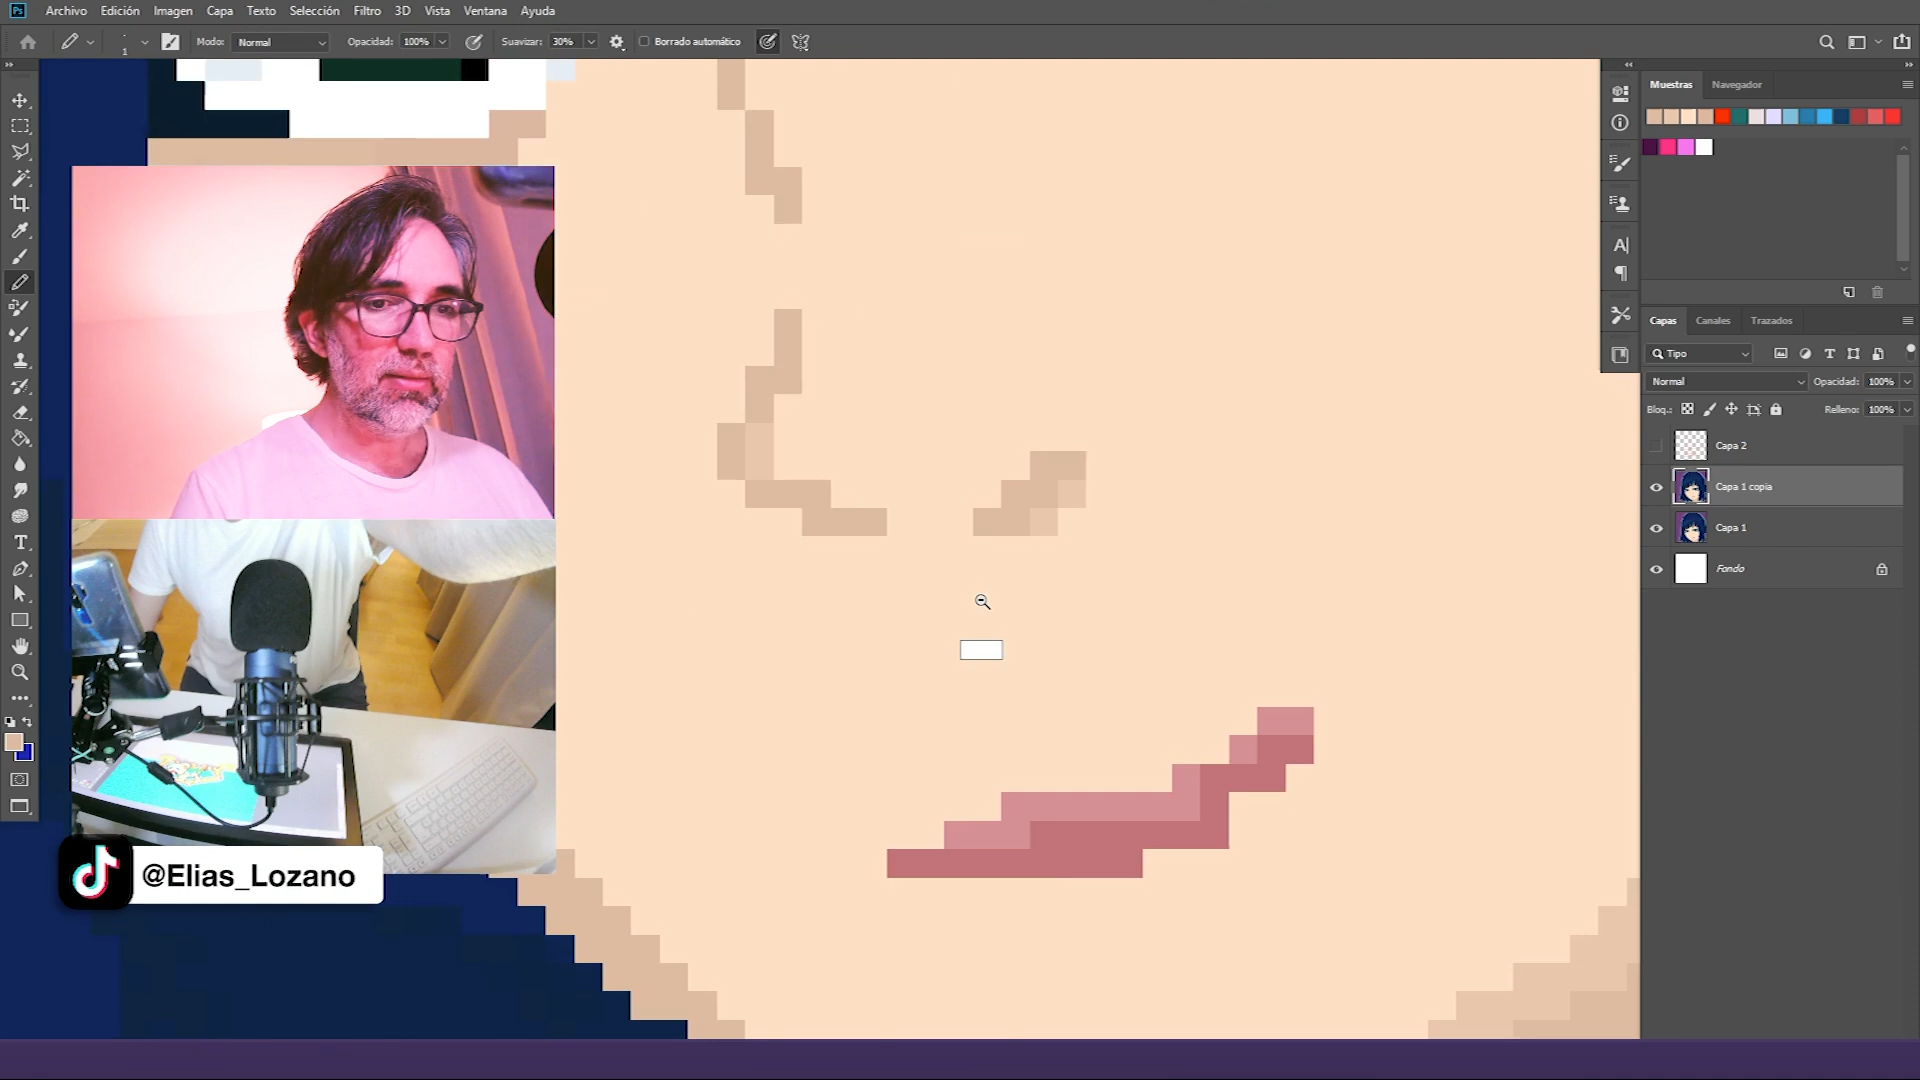 Ps Archivo Edición Imagen Capa Texto Selección Filtro 3D Vista Ventana Ayuda
1 Modo: Normal Opacidad: 100% Suavizar: 30% Borrado automático
Muestras Navegador
Capas Canales Trazados
Tipo
Normal Opacidad: 100%
Bloq.: Relleno: 100%
Capa 2
Capa 1 copia
Capa 1
Fondo
@Elias_Lozano